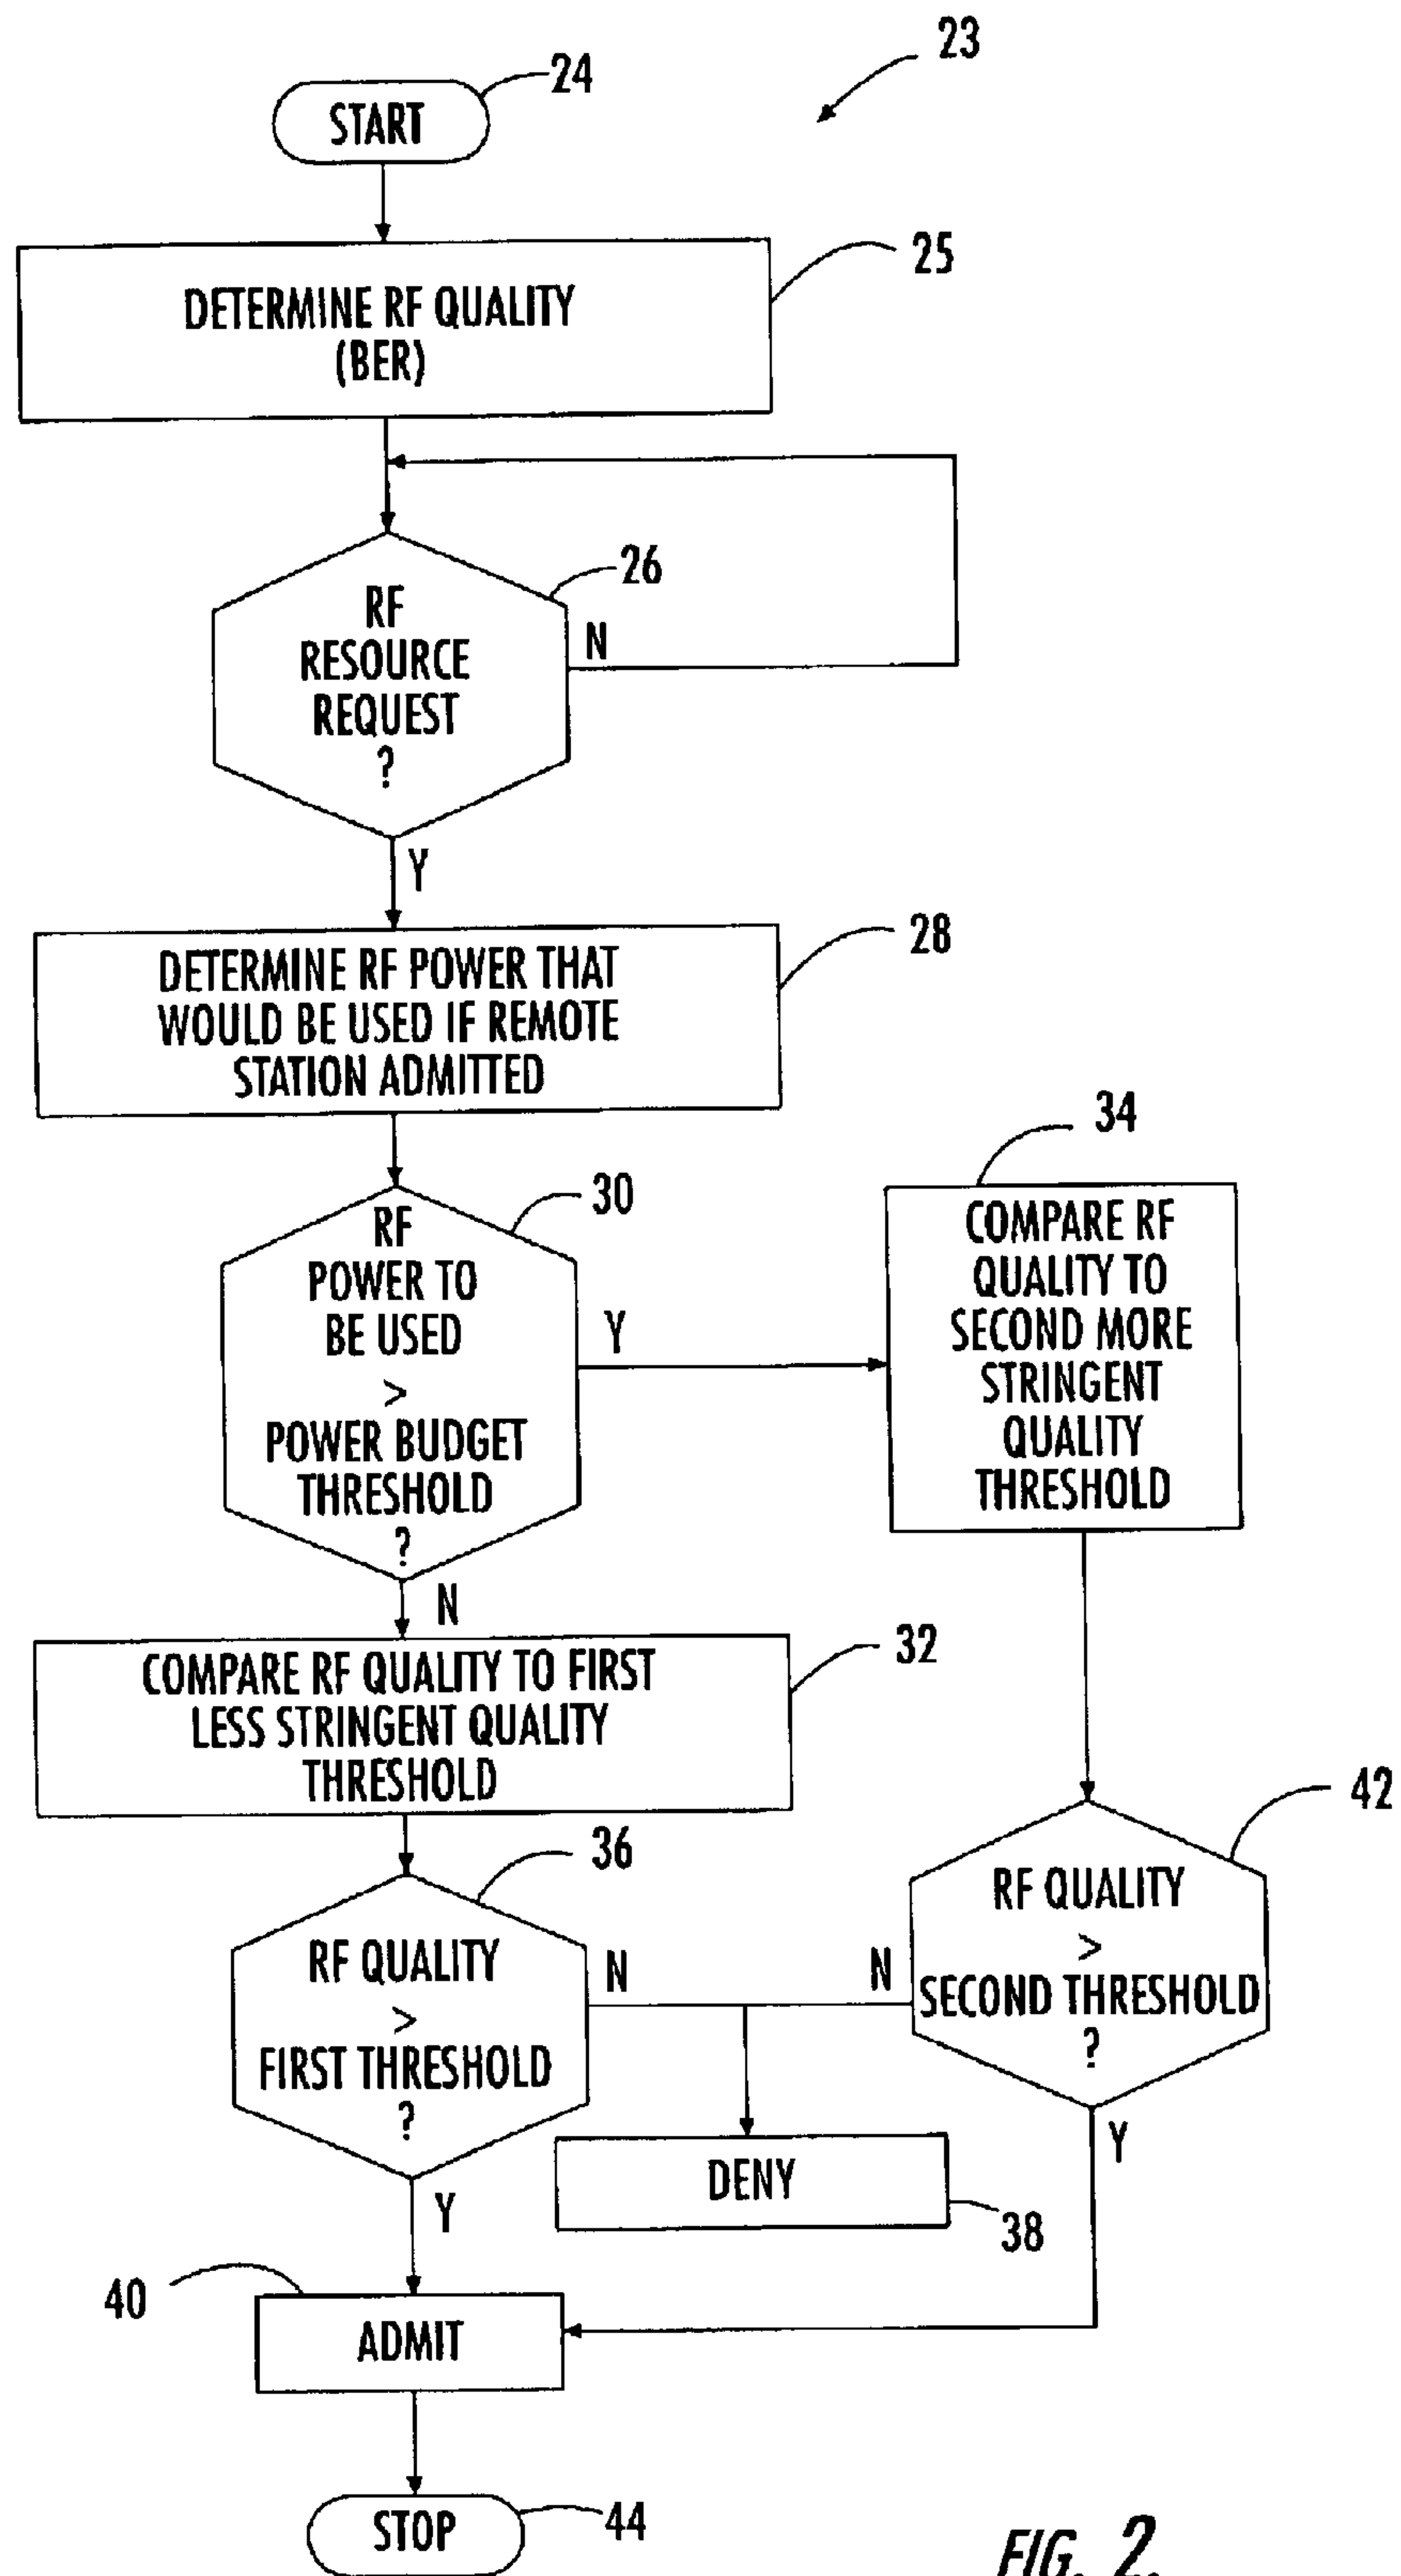 23
24
START
25
DETERMINE RF QUALITY
(BER)
26
RF
RESOURCE
REQUEST
?
N
Y
28
DETERMINE RF POWER THAT
WOULD BE USED IF REMOTE
STATION ADMITTED
30
RF
POWER TO
BE USED
>
POWER BUDGET
THRESHOLD
?
Y
N
34
COMPARE RF
QUALITY TO
SECOND MORE
STRINGENT
QUALITY
THRESHOLD
32
COMPARE RF QUALITY TO FIRST
LESS STRINGENT QUALITY
THRESHOLD
36
RF QUALITY
>
FIRST THRESHOLD
?
N
Y
42
RF QUALITY
>
SECOND THRESHOLD
?
N
Y
DENY
38
40
ADMIT
STOP
44
FIG. 2.